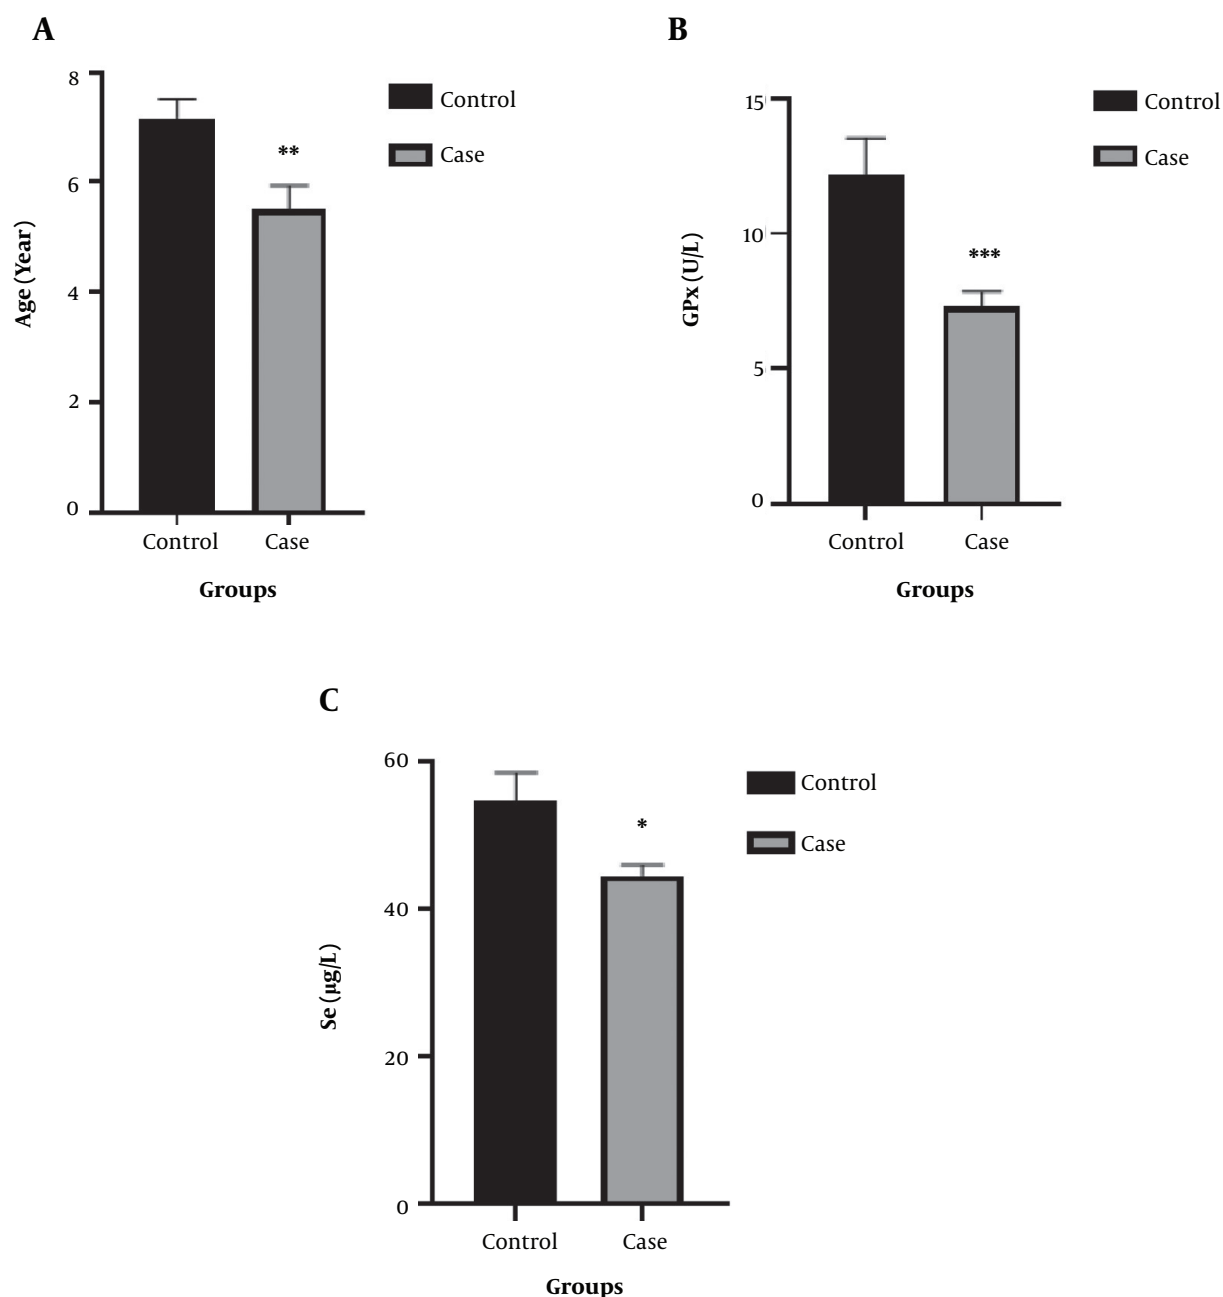 A
Age (Year)
8
6
4
2
0
**
Control
Case
Control
Case
Groups
B
GPx (U/L)
15
10
5
0
***
Control
Case
Control
Case
Groups
C
Se (µg/L)
60
40
20
0
*
Control
Case
Control
Case
Groups